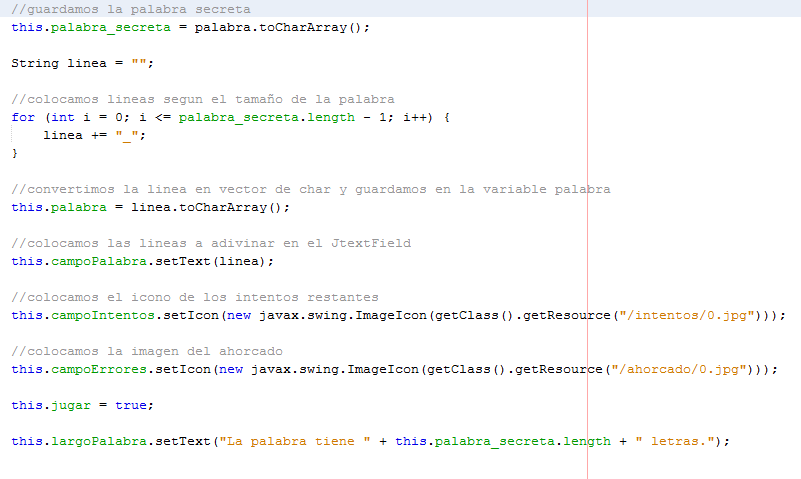 //guardamos la palabra secreta
this.palabra_secreta = palabra.toCharArray();
String linea = "";
//colocamos lineas segun el tamaño de la palabra
for (int i = 0; i <= palabra_secreta.length - 1; i++) {
linea += "_";
}
//convertimos la linea en vector de char y guardamos en la variable palabra
this.palabra = linea.toCharArray();
//colocamos las lineas a adivinar en el JtextField
this.campoPalabra.setText(linea);
//colocamos el icono de los intentos restantes
this.campoIntentos.setIcon(new javax.swing.ImageIcon(getClass().getResource("/intentos/0.jpg")));
//colocamos la imagen del ahorcado
this.campoErrores.setIcon(new javax.swing.ImageIcon(getClass().getResource("/ahorcado/0.jpg")));
this.jugar = true;
this.largoPalabra.setText("La palabra tiene " + this.palabra_secreta.length + " letras.");